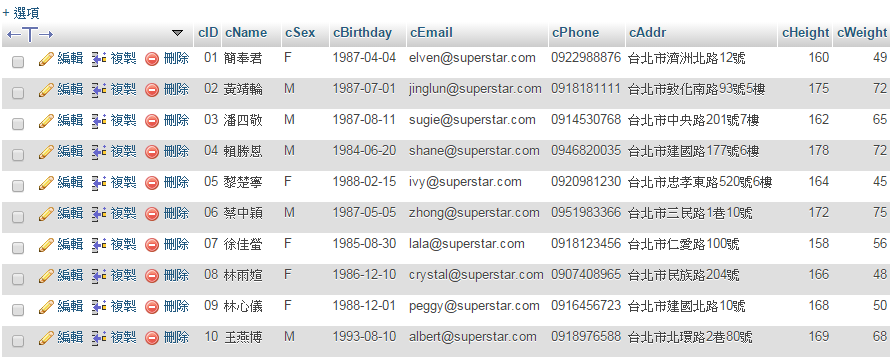 + 選項
←T→ cID cName cSex cBirthday cEmail cPhone cAddr cHeight cWeight
編輯 複製 刪除 01 簡奉君 F 1987-04-04 elven@superstar.com 0922988876 台北市濟洲北路12號 160 49
編輯 複製 刪除 02 黃靖輪 M 1987-07-01 jinglun@superstar.com 0918181111 台北市敦化南路93號5樓 175 72
編輯 複製 刪除 03 潘四敬 M 1987-08-11 sugie@superstar.com 0914530768 台北市中央路201號7樓 162 65
編輯 複製 刪除 04 賴勝恩 M 1984-06-20 shane@superstar.com 0946820035 台北市建國路177號6樓 178 72
編輯 複製 刪除 05 黎楚寧 F 1988-02-15 ivy@superstar.com 0920981230 台北市忠孝東路520號6樓 164 45
編輯 複製 刪除 06 蔡中穎 M 1987-05-05 zhong@superstar.com 0951983366 台北市三民路1巷10號 172 75
編輯 複製 刪除 07 徐佳螢 F 1985-08-30 lala@superstar.com 0918123456 台北市仁愛路100號 158 56
編輯 複製 刪除 08 林雨媗 F 1986-12-10 crystal@superstar.com 0907408965 台北市民族路204號 166 48
編輯 複製 刪除 09 林心儀 F 1988-12-01 peggy@superstar.com 0916456723 台北市建國北路10號 168 50
編輯 複製 刪除 10 王燕博 M 1993-08-10 albert@superstar.com 0918976588 台北市北環路2巷80號 169 68